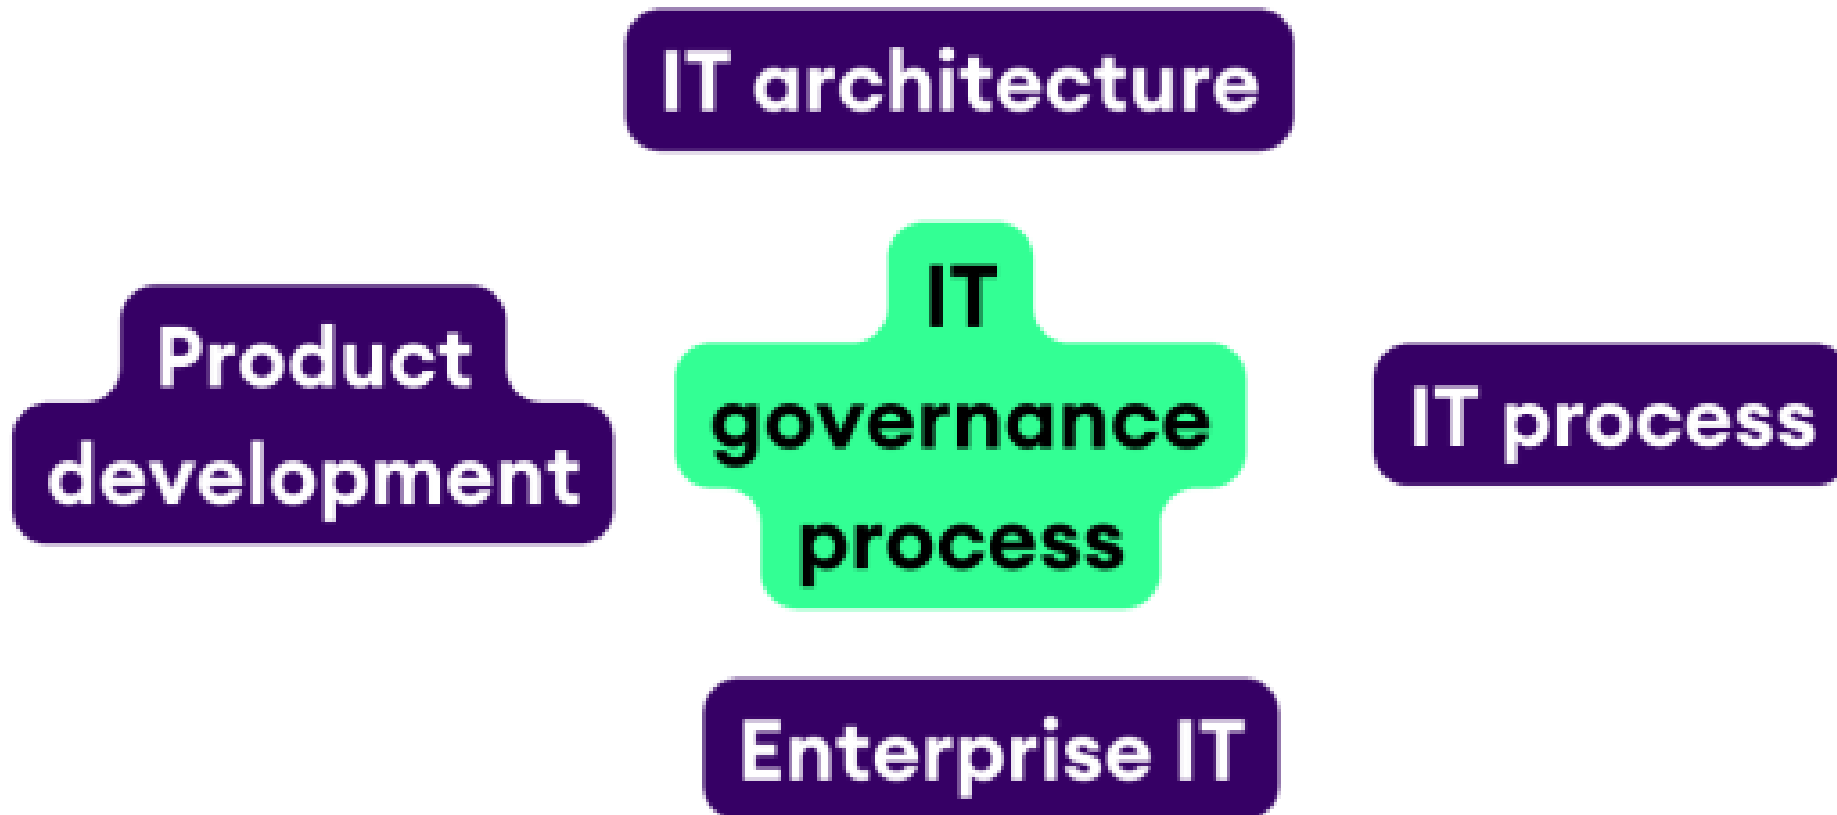 IT architecture
Product
development
IT
governance
process
IT process
Enterprise IT